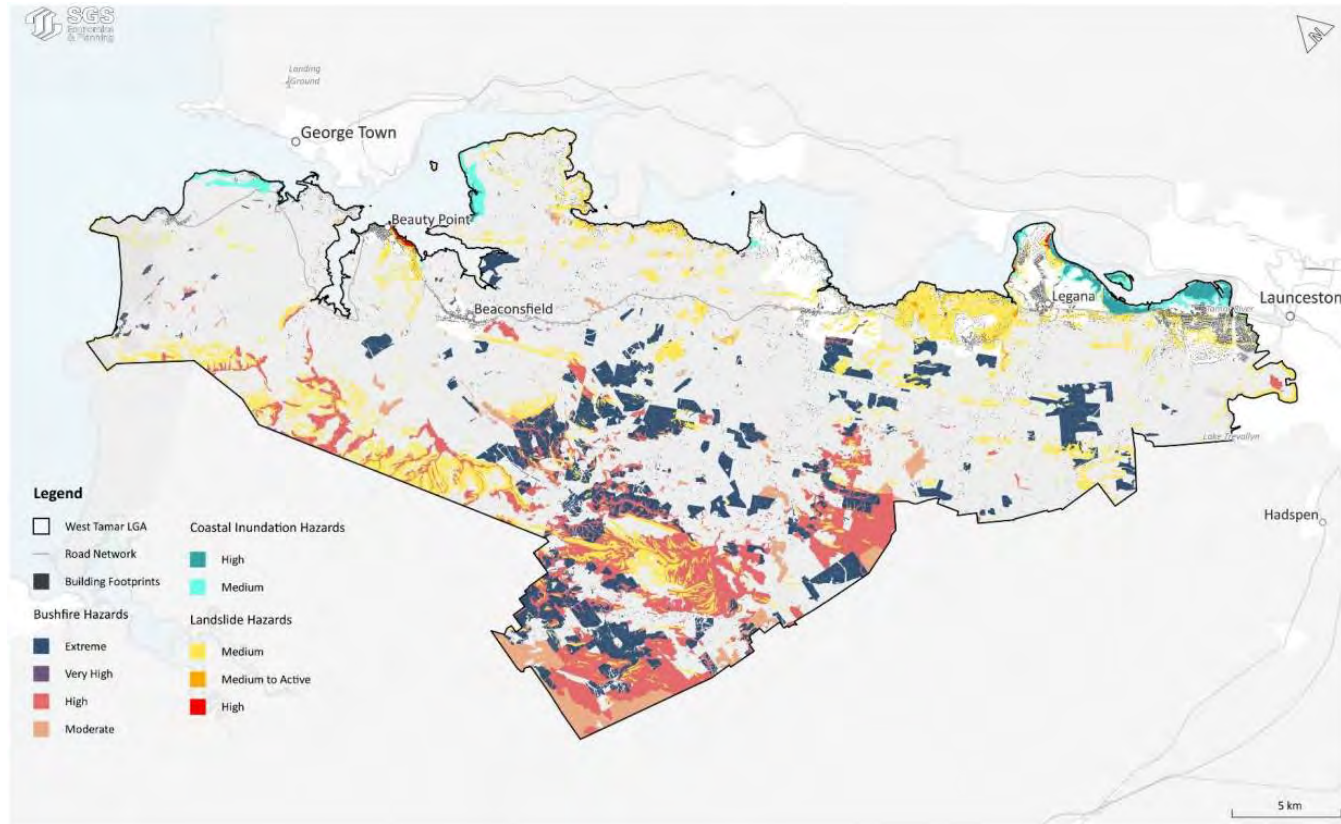 SGS
Economics
& Planning
N
Landing
Ground
George Town
Beauty Point
Beaconsfield
Legana
Launceston
Tamar River
Lake Trevallyn
Hadspen
Legend
West Tamar LGA
Road Network
Building Footprints
Bushfire Hazards
Extreme
Very High
High
Moderate
Coastal Inundation Hazards
High
Medium
Landslide Hazards
Medium
Medium to Active
High
5 km